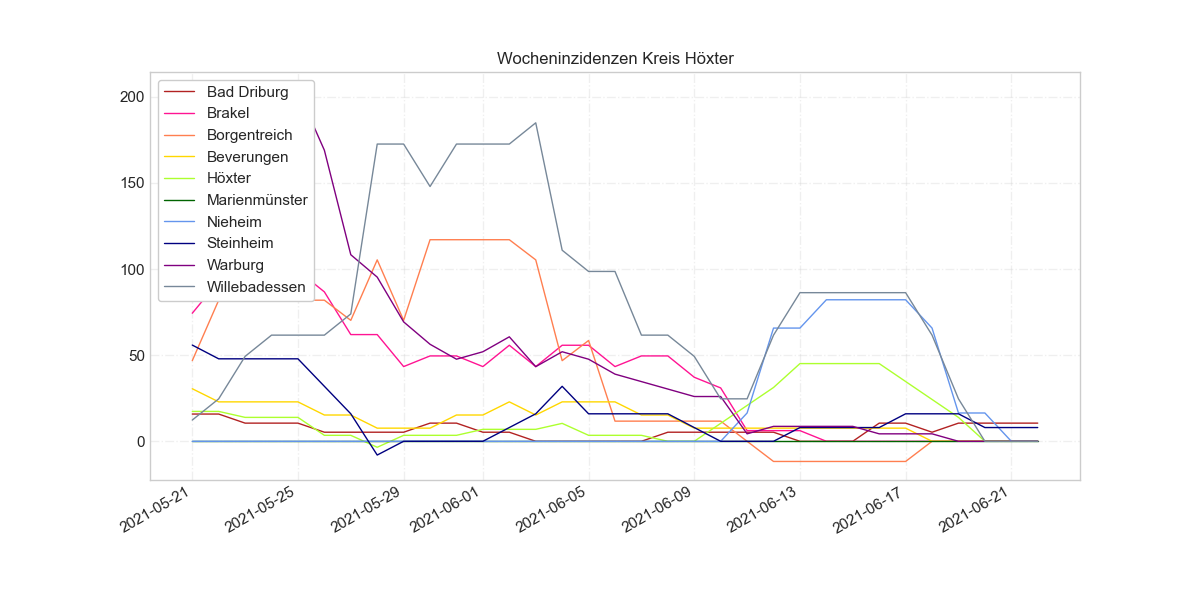 Wocheninzidenzen Kreis Höxter
200
150
100
50
0
Bad Driburg
Brakel
Borgentreich
Beverungen
Höxter
Marienmünster
Nieheim
Steinheim
Warburg
Willebadessen
2021-05-21
2021-05-25
2021-05-29
2021-06-01
2021-06-05
2021-06-09
2021-06-13
2021-06-17
2021-06-21